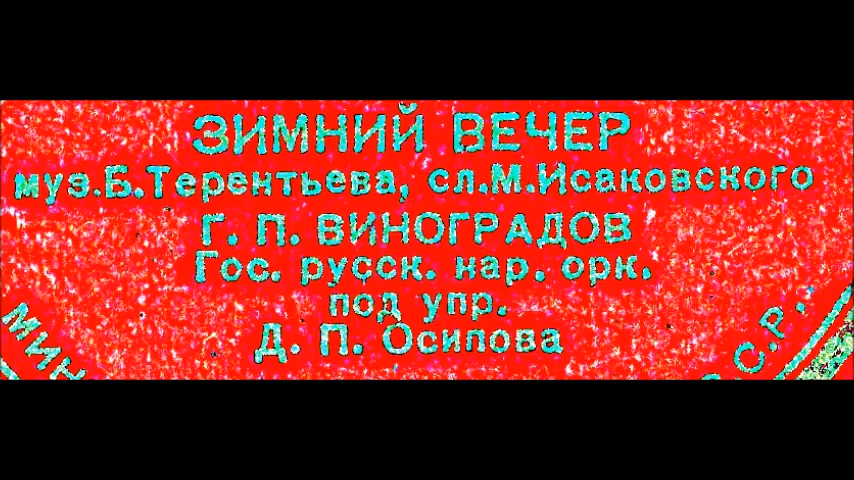 ЗИМНИЙ ВЕЧЕР
муз.Б.Терентьева, сл.М.Исаковского
Г. П. ВИНОГРАДОВ
Гос. русск. нар. орк.
под упр.
Д. П. Осипова